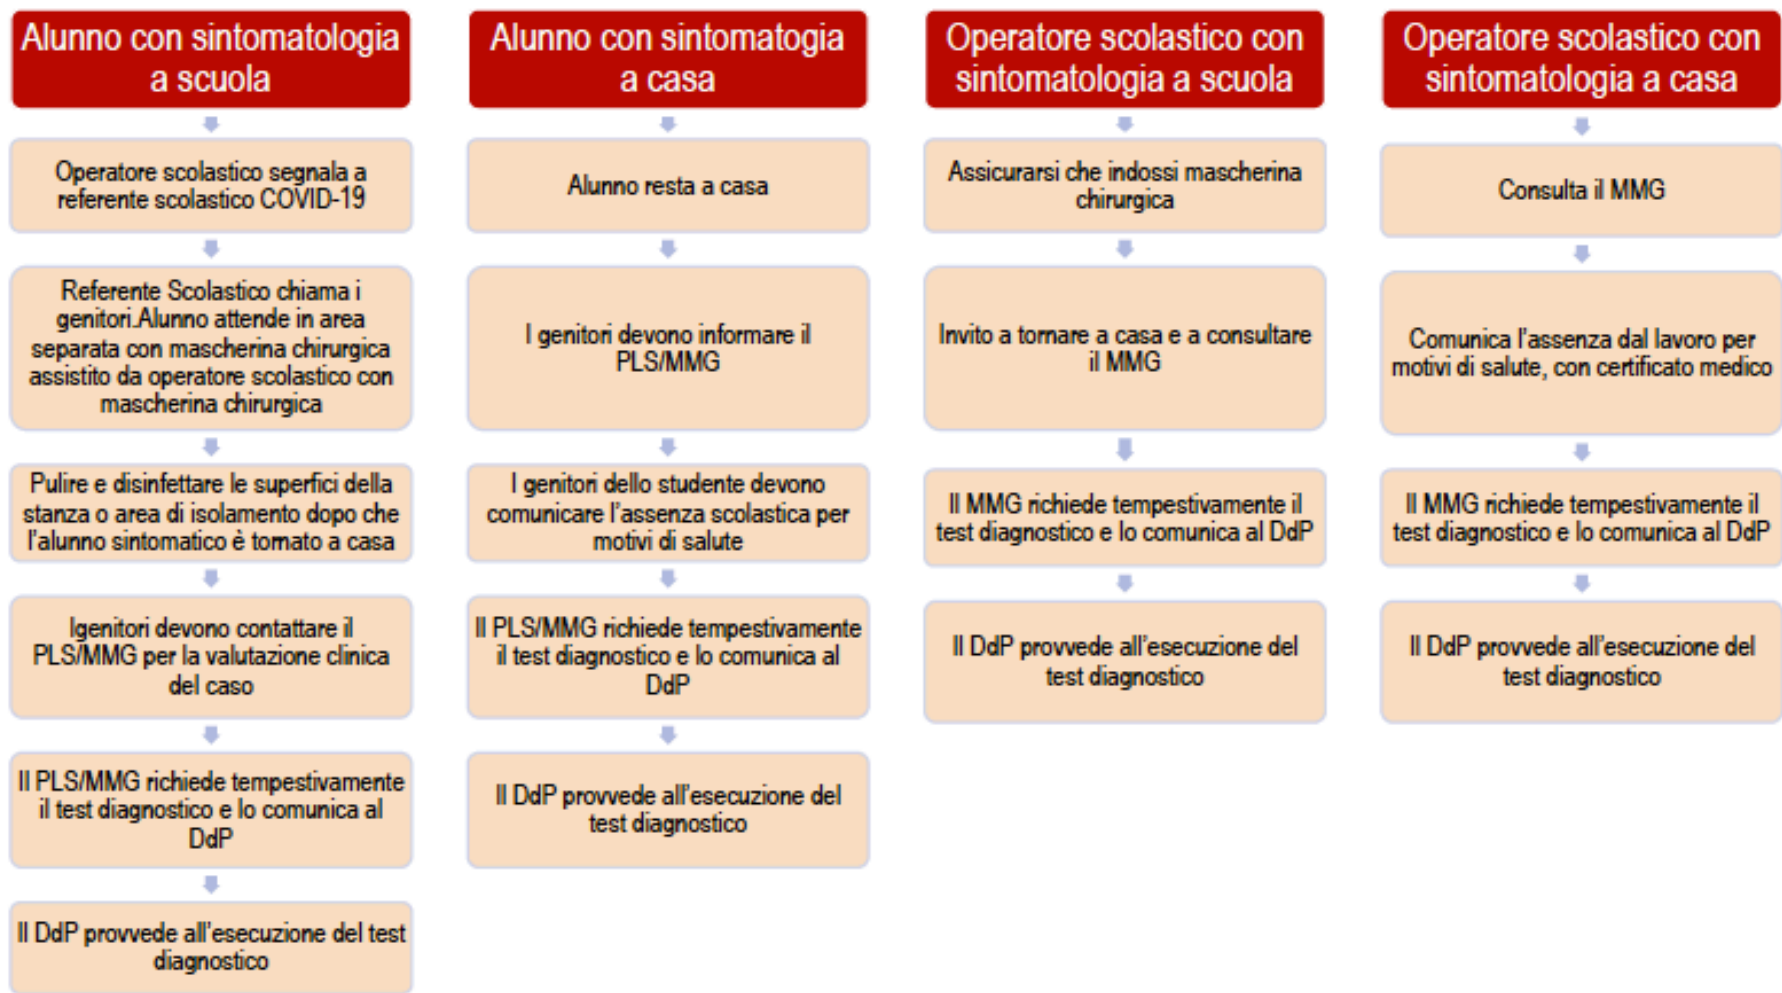 Alunno con sintomatologia
a scuola
Operatore scolastico segnala a
referente scolastico COVID-19
Referente Scolastico chiama i
genitori.Alunno attende in area
separata con mascherina chirurgica
assistito da operatore scolastico con
mascherina chirurgica
Pulire e disinfettare le superfici della
stanza o area di isolamento dopo che
l'alunno sintomatico è tornato a casa
Igenitori devono contattare il
PLS/MMG per la valutazione clinica
del caso
Il PLS/MMG richiede tempestivamente
il test diagnostico e lo comunica al
DdP
Il DdP provvede all'esecuzione del test
diagnostico
Alunno con sintomatogia
a casa
Alunno resta a casa
I genitori devono informare il
PLS/MMG
I genitori dello studente devono
comunicare l'assenza scolastica per
motivi di salute
Il PLS/MMG richiede tempestivamente
il test diagnostico e lo comunica al
DdP
Il DdP provvede all'esecuzione del
test diagnostico
Operatore scolastico con
sintomatologia a scuola
Assicurarsi che indossi mascherina
chirurgica
Invito a tornare a casa e a consultare
il MMG
Il MMG richiede tempestivamente il
test diagnostico e lo comunica al DdP
Il DdP provvede all'esecuzione del
test diagnostico
Operatore scolastico con
sintomatologia a casa
Consulta il MMG
Comunica l'assenza dal lavoro per
motivi di salute, con certificato medico
Il MMG richiede tempestivamente il
test diagnostico e lo comunica al DdP
Il DdP provvede all'esecuzione del
test diagnostico